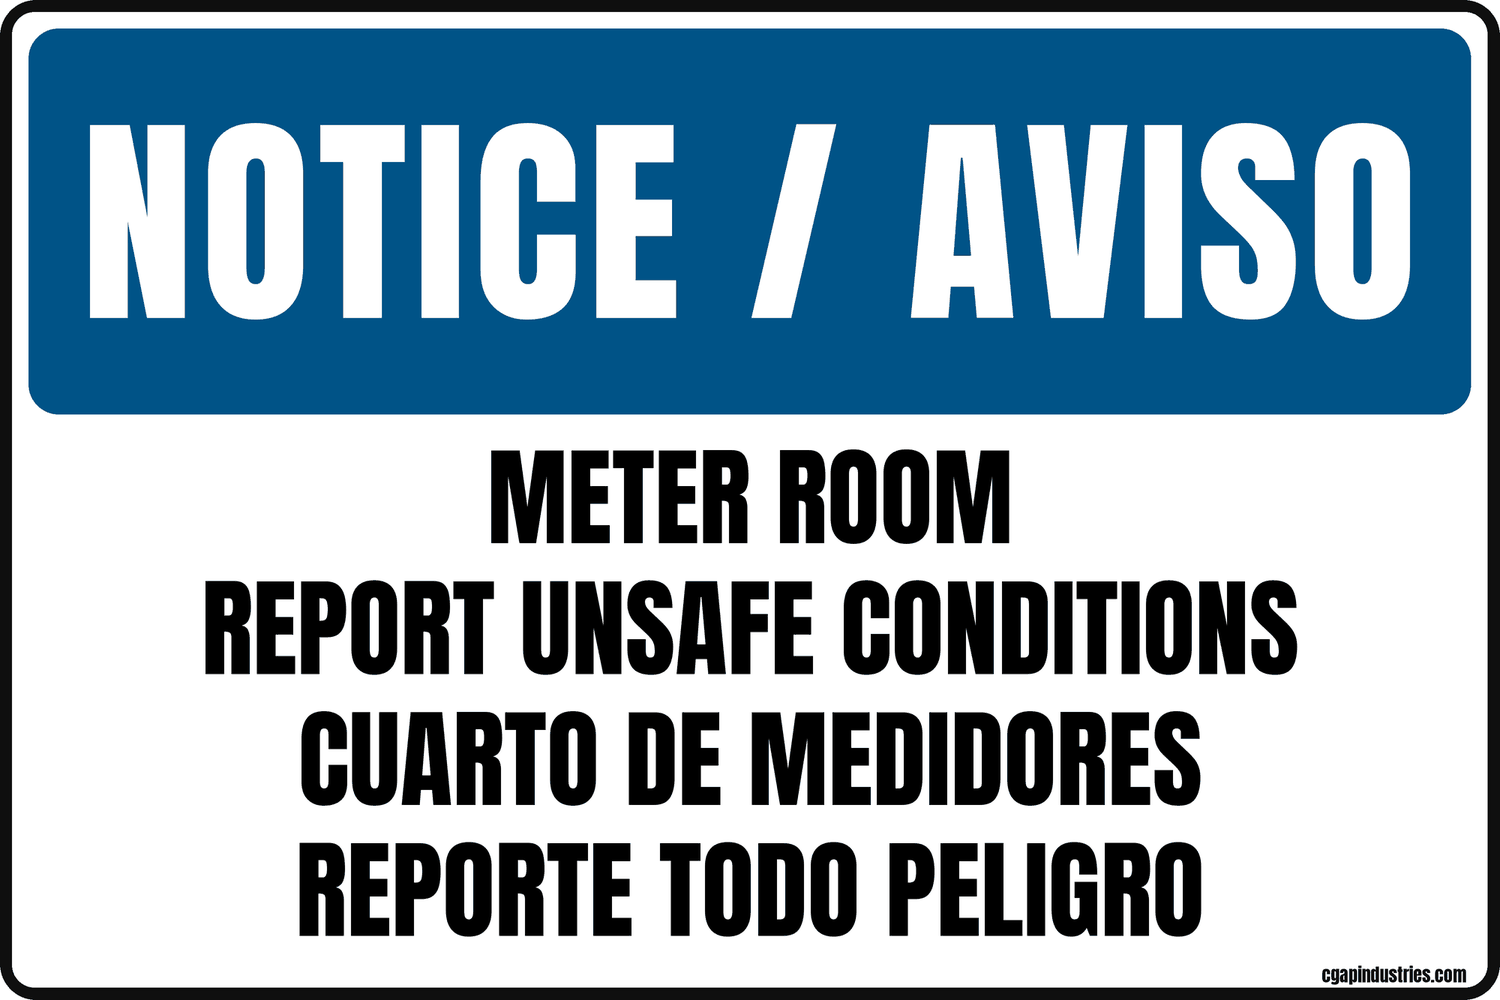 NOTICE / AVISO
METER ROOM
REPORT UNSAFE CONDITIONS
CUARTO DE MEDIDORES
REPORTE TODO PELIGRO
cgapindustries.com